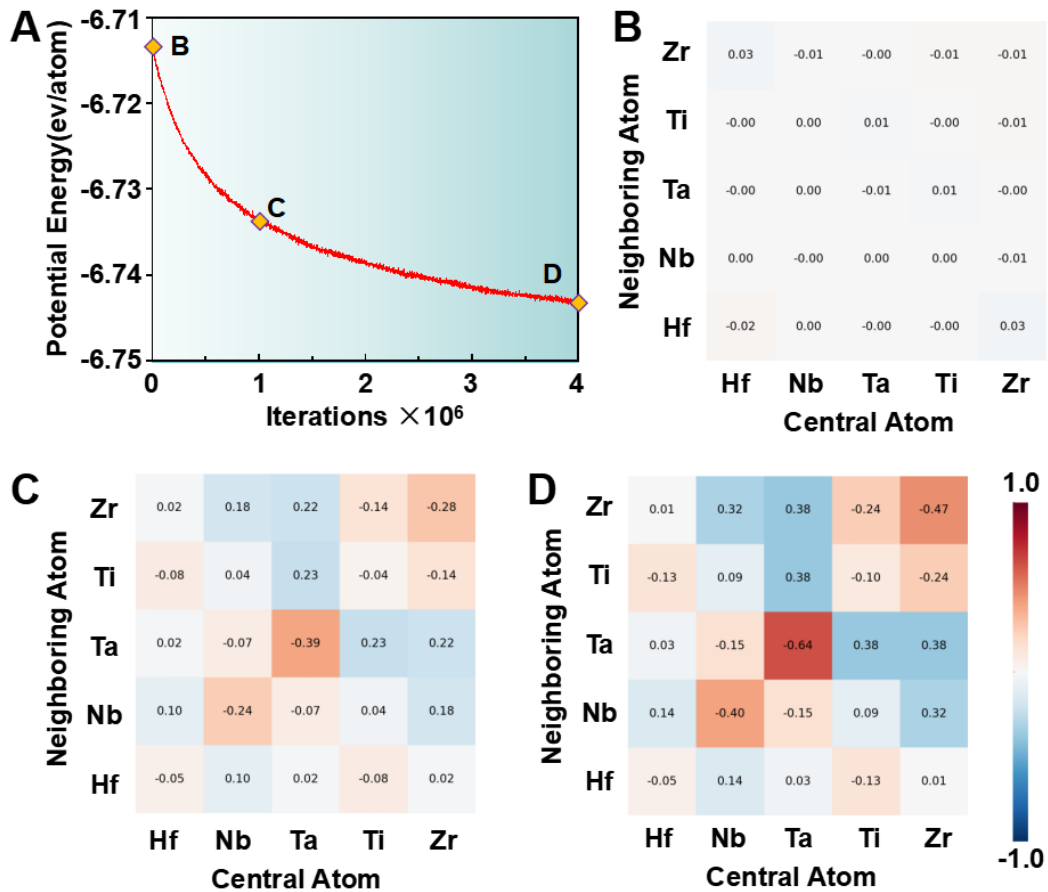 A
Potential Energy(ev/atom)
-6.71
-6.72
-6.73
-6.74
-6.75
B
C
D
0 1 2 3 4
Iterations ×10⁶
B
Neighboring Atom
Zr 0.03 -0.01 -0.00 -0.01 -0.01
Ti -0.00 0.00 0.01 -0.00 -0.01
Ta -0.00 0.00 -0.01 0.01 -0.00
Nb 0.00 -0.00 0.00 0.00 -0.01
Hf -0.02 0.00 -0.00 -0.00 0.03
Hf Nb Ta Ti Zr
Central Atom
C
Neighboring Atom
Zr 0.02 0.18 0.22 -0.14 -0.28
Ti -0.08 0.04 0.23 -0.04 -0.14
Ta 0.02 -0.07 -0.39 0.23 0.22
Nb 0.10 -0.24 -0.07 0.04 0.18
Hf -0.05 0.10 0.02 -0.08 0.02
Hf Nb Ta Ti Zr
Central Atom
D
Neighboring Atom
Zr 0.01 0.32 0.38 -0.24 -0.47
Ti -0.13 0.09 0.38 -0.10 -0.24
Ta 0.03 -0.15 -0.64 0.38 0.38
Nb 0.14 -0.40 -0.15 0.09 0.32
Hf -0.05 0.14 0.03 -0.13 0.01
Hf Nb Ta Ti Zr
Central Atom
1.0
-1.0